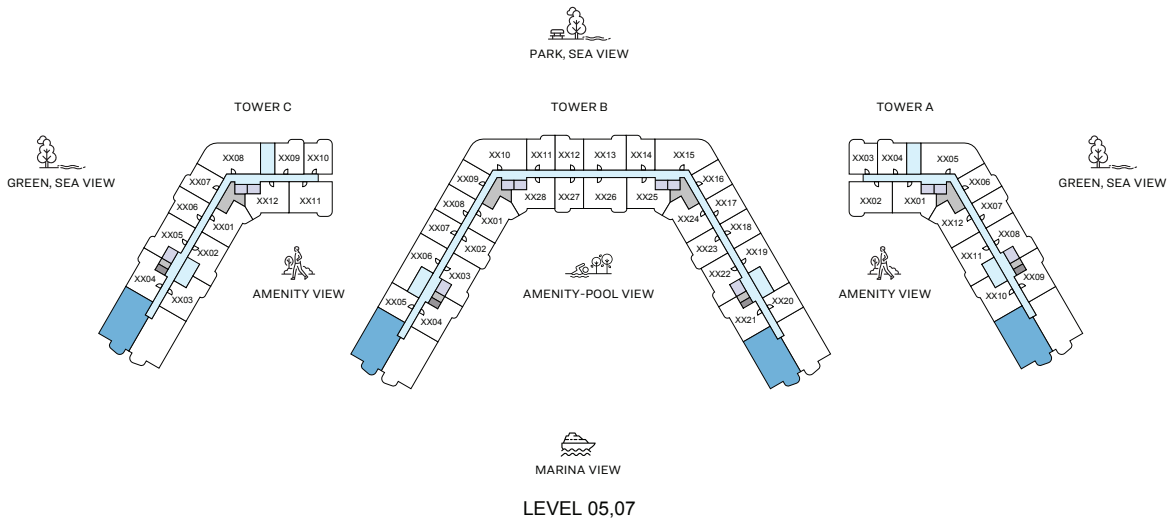 PARK, SEA VIEW
TOWER C
TOWER B
TOWER A
GREEN, SEA VIEW
GREEN, SEA VIEW
XX08
XX09
XX10
XX07
XX06
XX05
XX04
XX01
XX02
XX03
XX12
XX11
XX10
XX11
XX12
XX13
XX14
XX15
XX09
XX08
XX07
XX06
XX05
XX01
XX02
XX03
XX04
XX28
XX27
XX26
XX25
XX16
XX17
XX18
XX19
XX20
XX24
XX23
XX22
XX21
XX03
XX04
XX05
XX02
XX01
XX06
XX07
XX08
XX09
XX12
XX11
XX10
AMENITY VIEW
AMENITY-POOL VIEW
AMENITY VIEW
MARINA VIEW
LEVEL 05,07